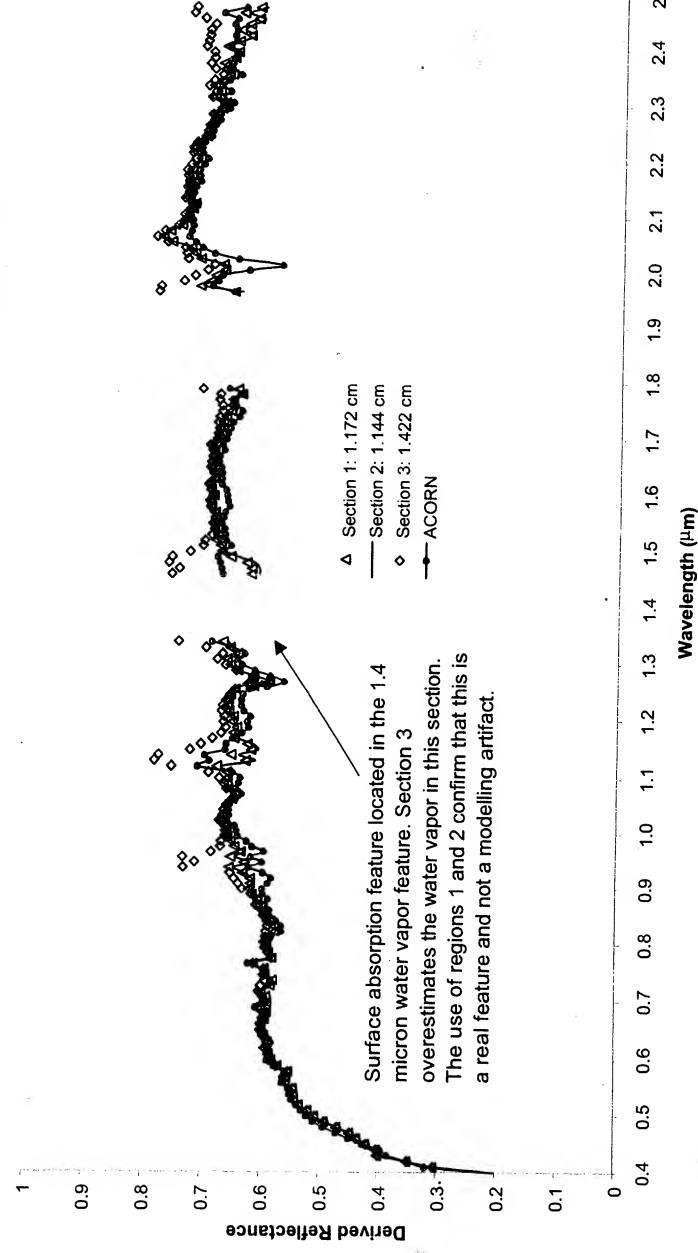 1
0.9
0.8
0.7
0.6
0.5
0.4
0.3
0.2
0.1
0
Derived Reflectance
Surface absorption feature located in the 1.4
micron water vapor feature. Section 3
overestimates the water vapor in this section.
The use of regions 1 and 2 confirm that this is
a real feature and not a modelling artifact.
Section 1: 1.172 cm
Section 2: 1.144 cm
Section 3: 1.422 cm
ACORN
0.4 0.5 0.6 0.7 0.8 0.9 1.0 1.1 1.2 1.3 1.4 1.5 1.6 1.7 1.8 1.9 2.0 2.1 2.2 2.3 2.4
Wavelength (μm)